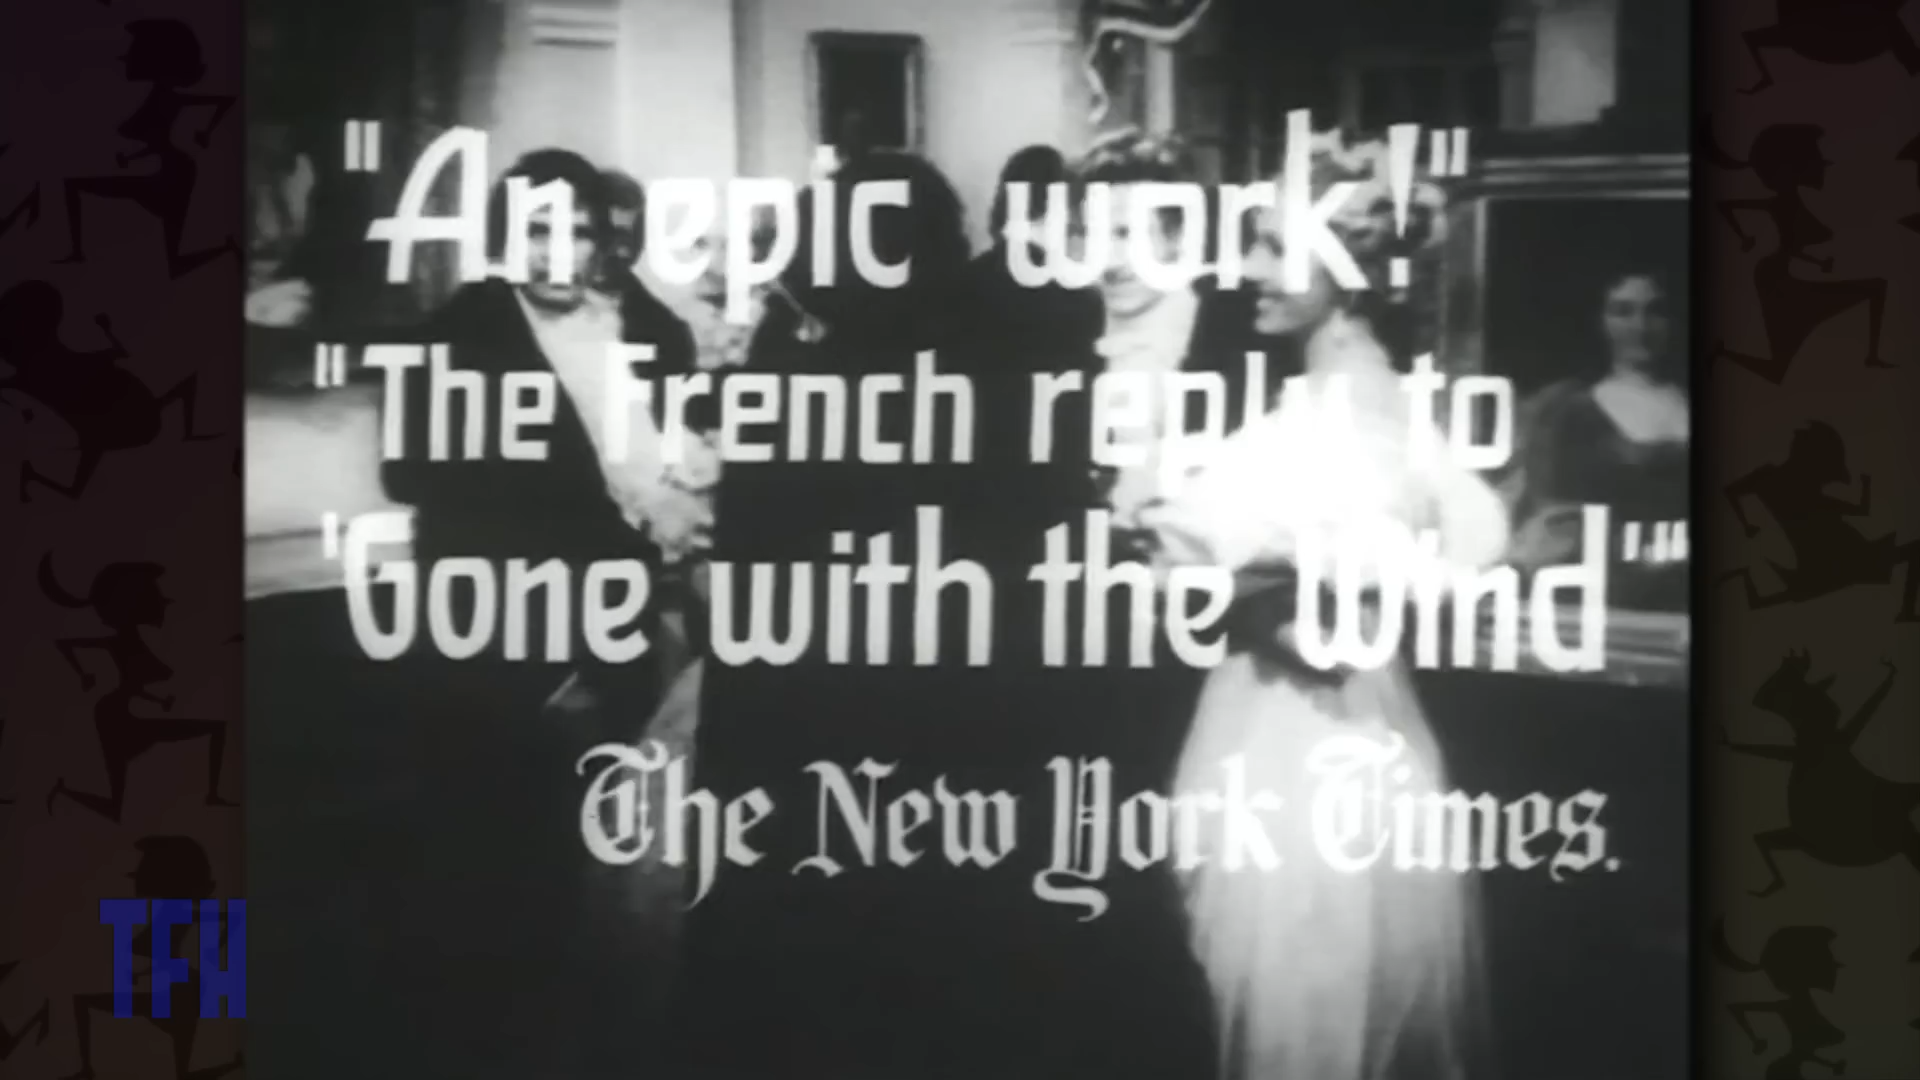 "An epic work!"
"The French reply to
'Gone with the Wind'"
The New York Times.
TFH